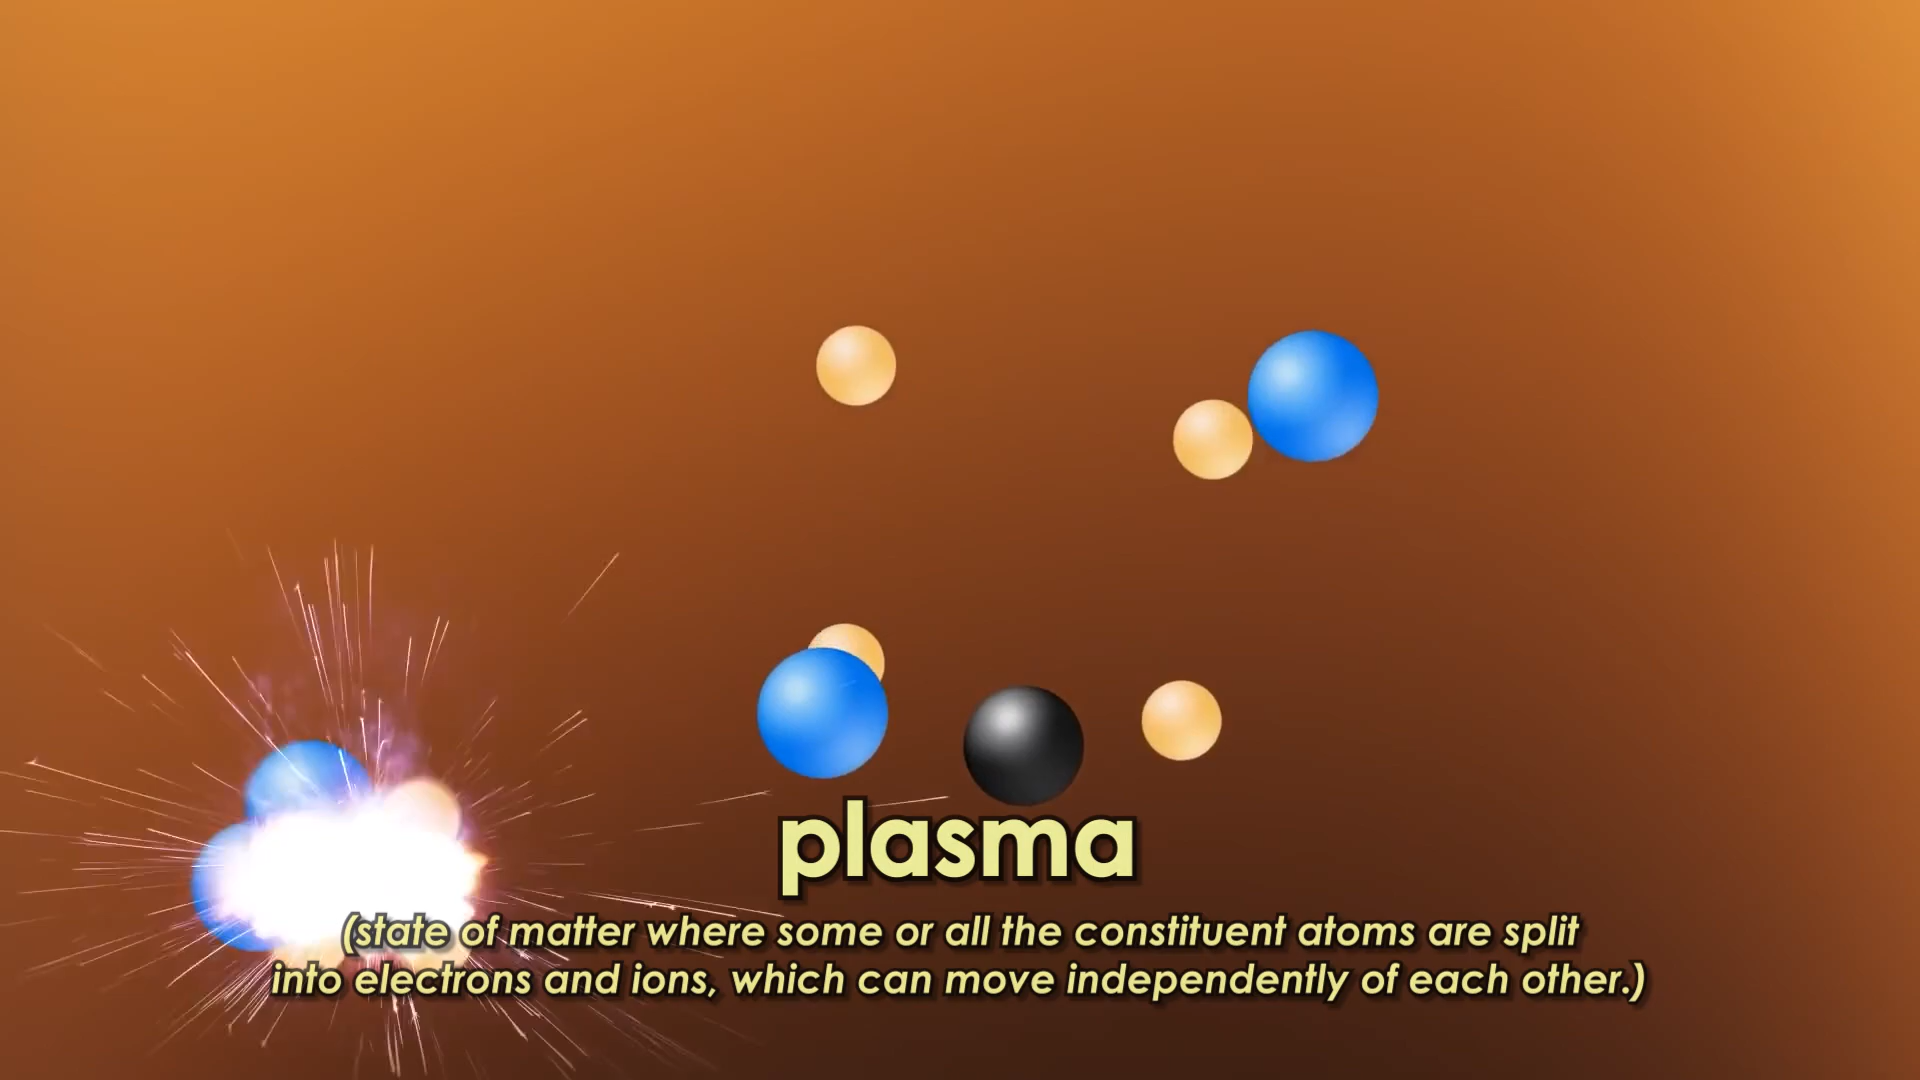 plasma
(state of matter where some or all the constituent atoms are split
into electrons and ions, which can move independently of each other.)